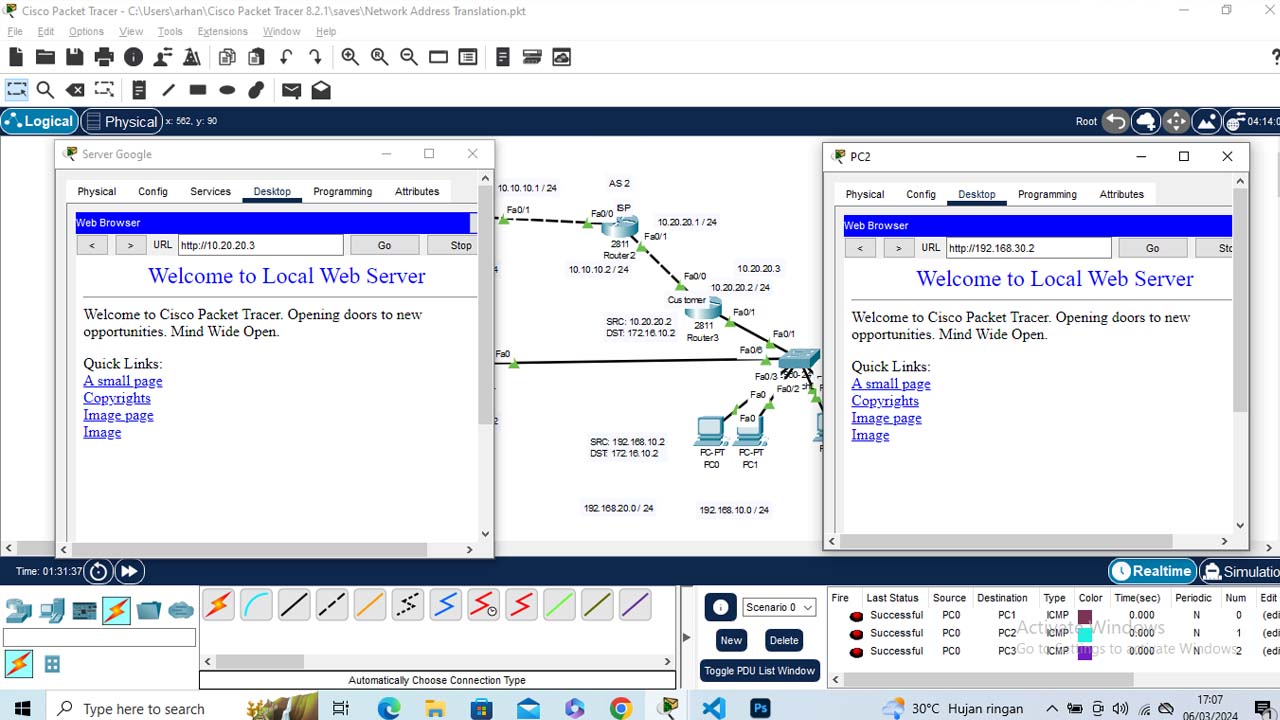 Cisco Packet Tracer - C:\Users\arhan\Cisco Packet Tracer 8.2.1\saves\Network Address Translation.pkt
File Edit Options View Tools Extensions Window Help
Logical Physical x: 562, y: 90
Root 04:14:0
Server Google
Physical Config Services Desktop Programming Attributes
Web Browser
< > URL http://10.20.20.3 Go Stop
Welcome to Local Web Server
Welcome to Cisco Packet Tracer. Opening doors to new
opportunities. Mind Wide Open.
Quick Links:
A small page
Copyrights
Image page
Image
10.10.10.1 / 24
AS 2
ISP
Fa0/1
Fa0/0
10.20.20.1 / 24
Fa0/1
2811
Router2
10.10.10.2 / 24
10.20.20.3
Fa0/0
10.20.20.2 / 24
Customer
Fa0/1
SRC: 10.20.20.2
DST: 172.16.10.2
2811
Router3
Fa0/1
Fa0
Fa0/6
Fa0/3
Fa0/2
Fa0
Fa0
SRC: 192.168.10.2
DST: 172.16.10.2
PC-PT
PC0
PC-PT
PC1
192.168.20.0 / 24
192.168.10.0 / 24
PC2
Physical Config Desktop Programming Attributes
Web Browser
< > URL http://192.168.30.2 Go Sto
Welcome to Local Web Server
Welcome to Cisco Packet Tracer. Opening doors to new
opportunities. Mind Wide Open.
Quick Links:
A small page
Copyrights
Image page
Image
Time: 01:31:37
Realtime Simulatio
Automatically Choose Connection Type
Scenario 0
New Delete
Toggle PDU List Window
Fire Last Status Source Destination Type Color Time(sec) Periodic Num Edit
Successful PC0 PC1 ICMP 0.000 N 0 (edi
Successful PC0 PC2 ICMP 0.000 N 1 (edi
Successful PC0 PC3 ICMP 0.000 N 2 (edi
Activate Windows
Go to Settings to activate Windows.
Type here to search
30°C Hujan ringan
17:07
06/03/2024